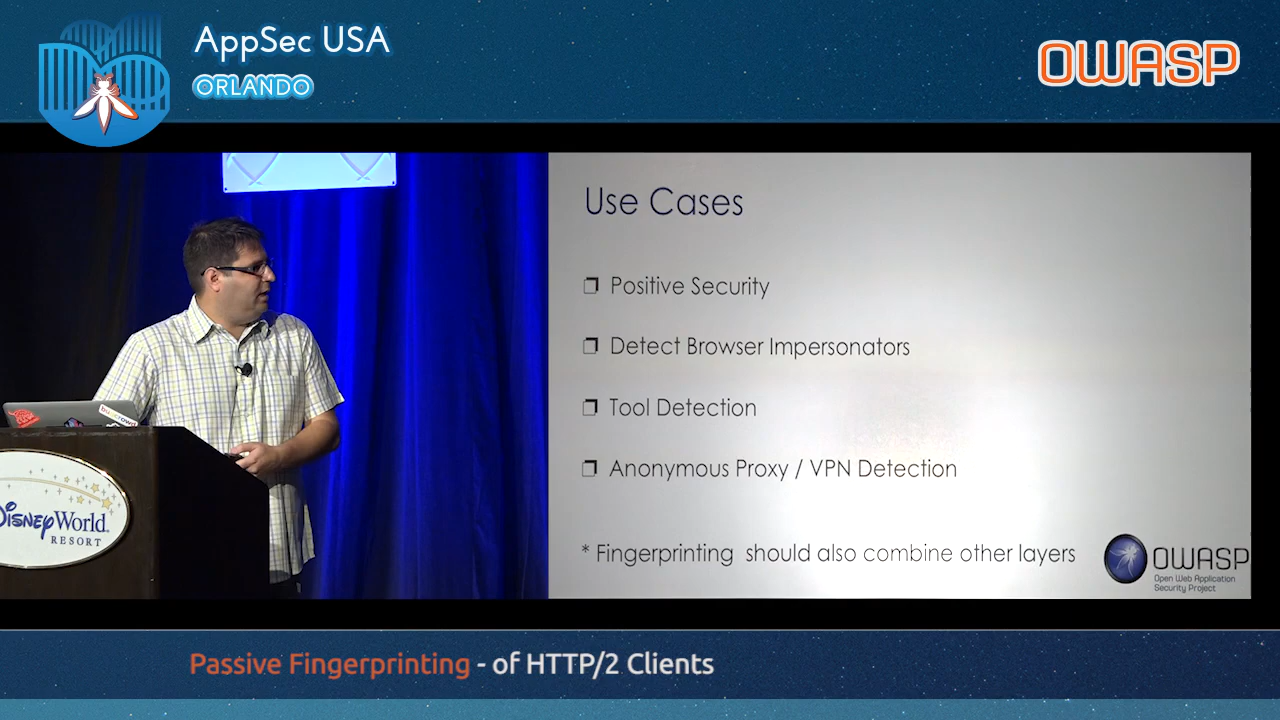 AppSec USA
ORLANDO
OWASP
Use Cases
Positive Security
Detect Browser Impersonators
Tool Detection
Anonymous Proxy / VPN Detection
* Fingerprinting should also combine other layers
OWASP
Open Web Application
Security Project
Disney World.
RESORT
Passive Fingerprinting - of HTTP/2 Clients